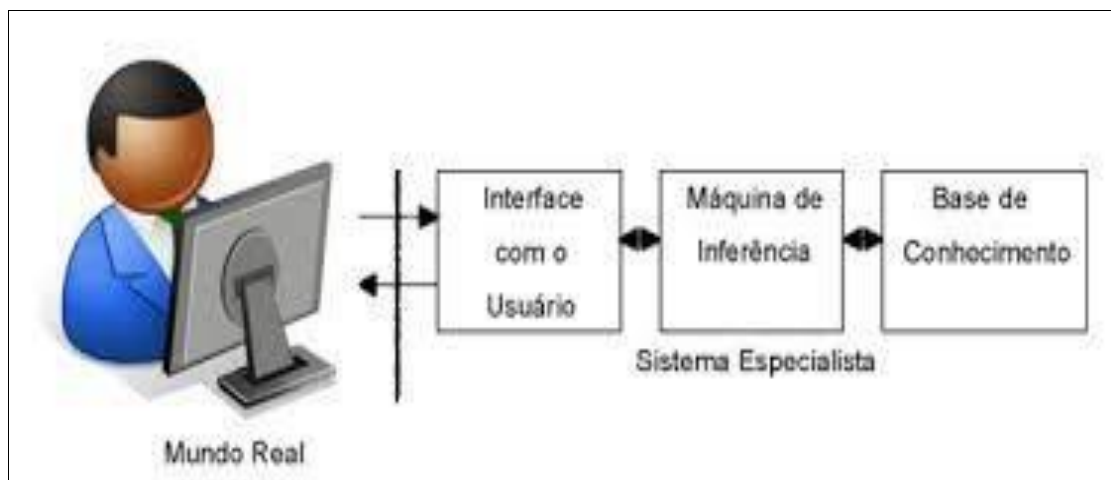 Interface
com o
Usuário
Máquina de
Inferência
Base de
Conhecimento
Sistema Especialista
Mundo Real